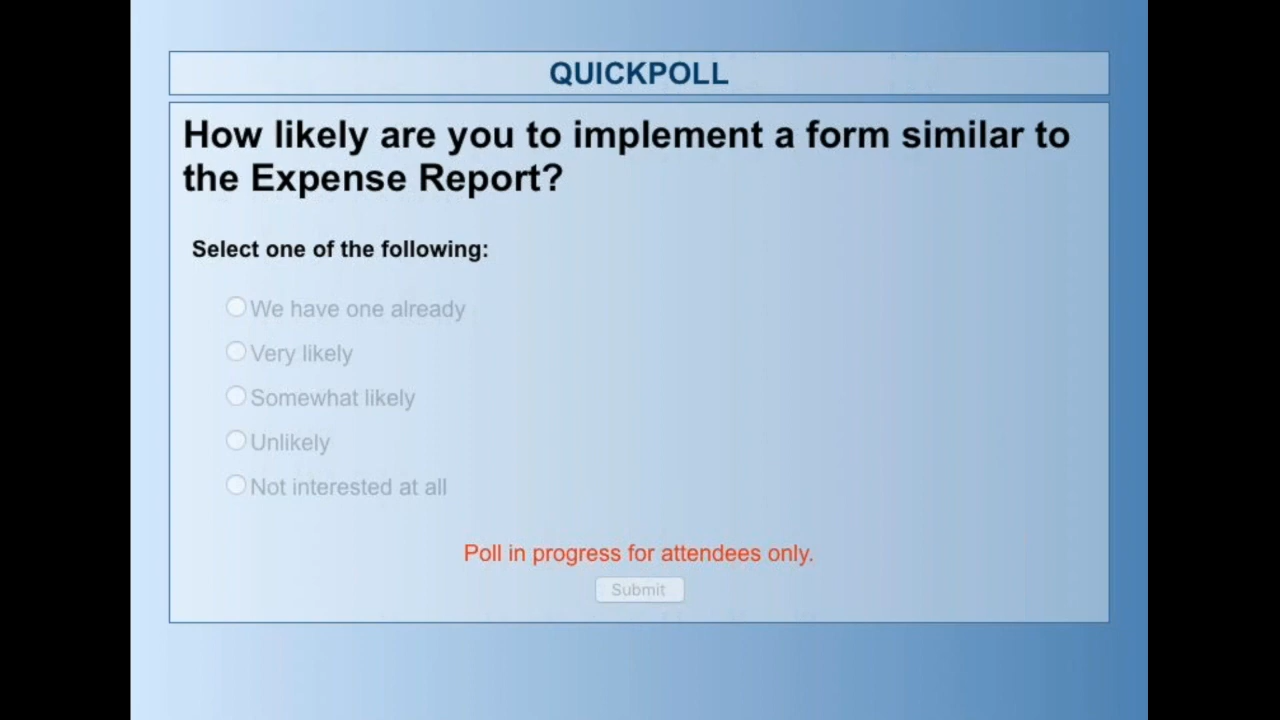 QUICKPOLL
How likely are you to implement a form similar to
the Expense Report?
Select one of the following:
We have one already
Very likely
Somewhat likely
Unlikely
Not interested at all
Poll in progress for attendees only.
Submit